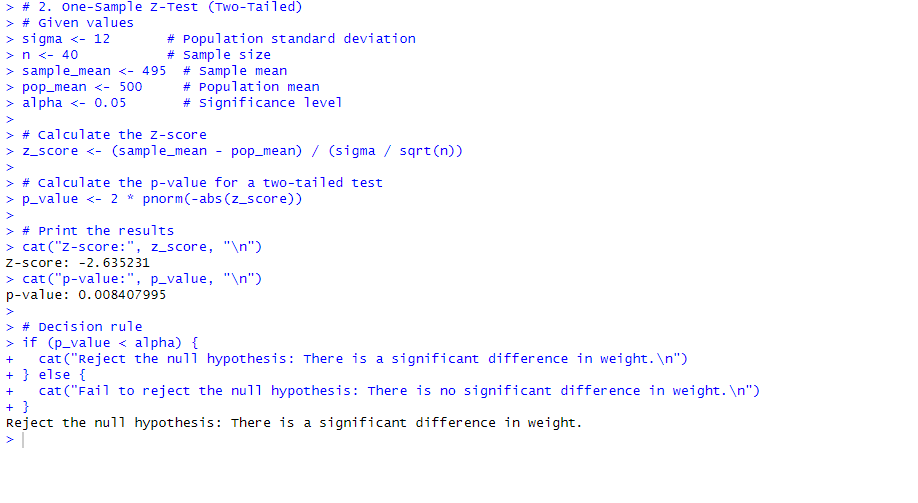 > # 2. One-Sample Z-Test (Two-Tailed)
> # Given values
> sigma <- 12       # Population standard deviation
> n <- 40           # Sample size
> sample_mean <- 495  # Sample mean
> pop_mean <- 500     # Population mean
> alpha <- 0.05       # Significance level
>
> # Calculate the Z-score
> z_score <- (sample_mean - pop_mean) / (sigma / sqrt(n))
>
> # Calculate the p-value for a two-tailed test
> p_value <- 2 * pnorm(-abs(z_score))
>
> # Print the results
> cat("Z-score:", z_score, "\n")
Z-score: -2.635231
> cat("p-value:", p_value, "\n")
p-value: 0.008407995
>
> # Decision rule
> if (p_value < alpha) {
+   cat("Reject the null hypothesis: There is a significant difference in weight.\n")
+ } else {
+   cat("Fail to reject the null hypothesis: There is no significant difference in weight.\n")
+ }
Reject the null hypothesis: There is a significant difference in weight.
>